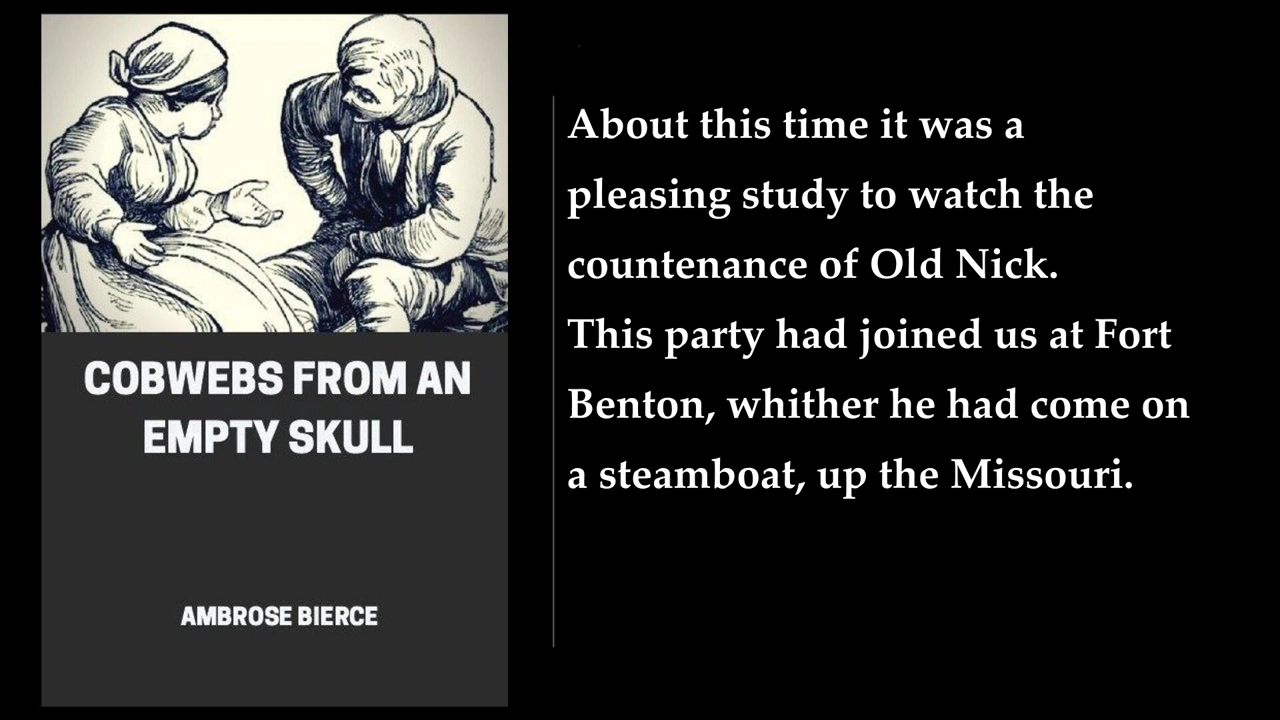 COBWEBS FROM AN
EMPTY SKULL
AMBROSE BIERCE
About this time it was a
pleasing study to watch the
countenance of Old Nick.
This party had joined us at Fort
Benton, whither he had come on
a steamboat, up the Missouri.